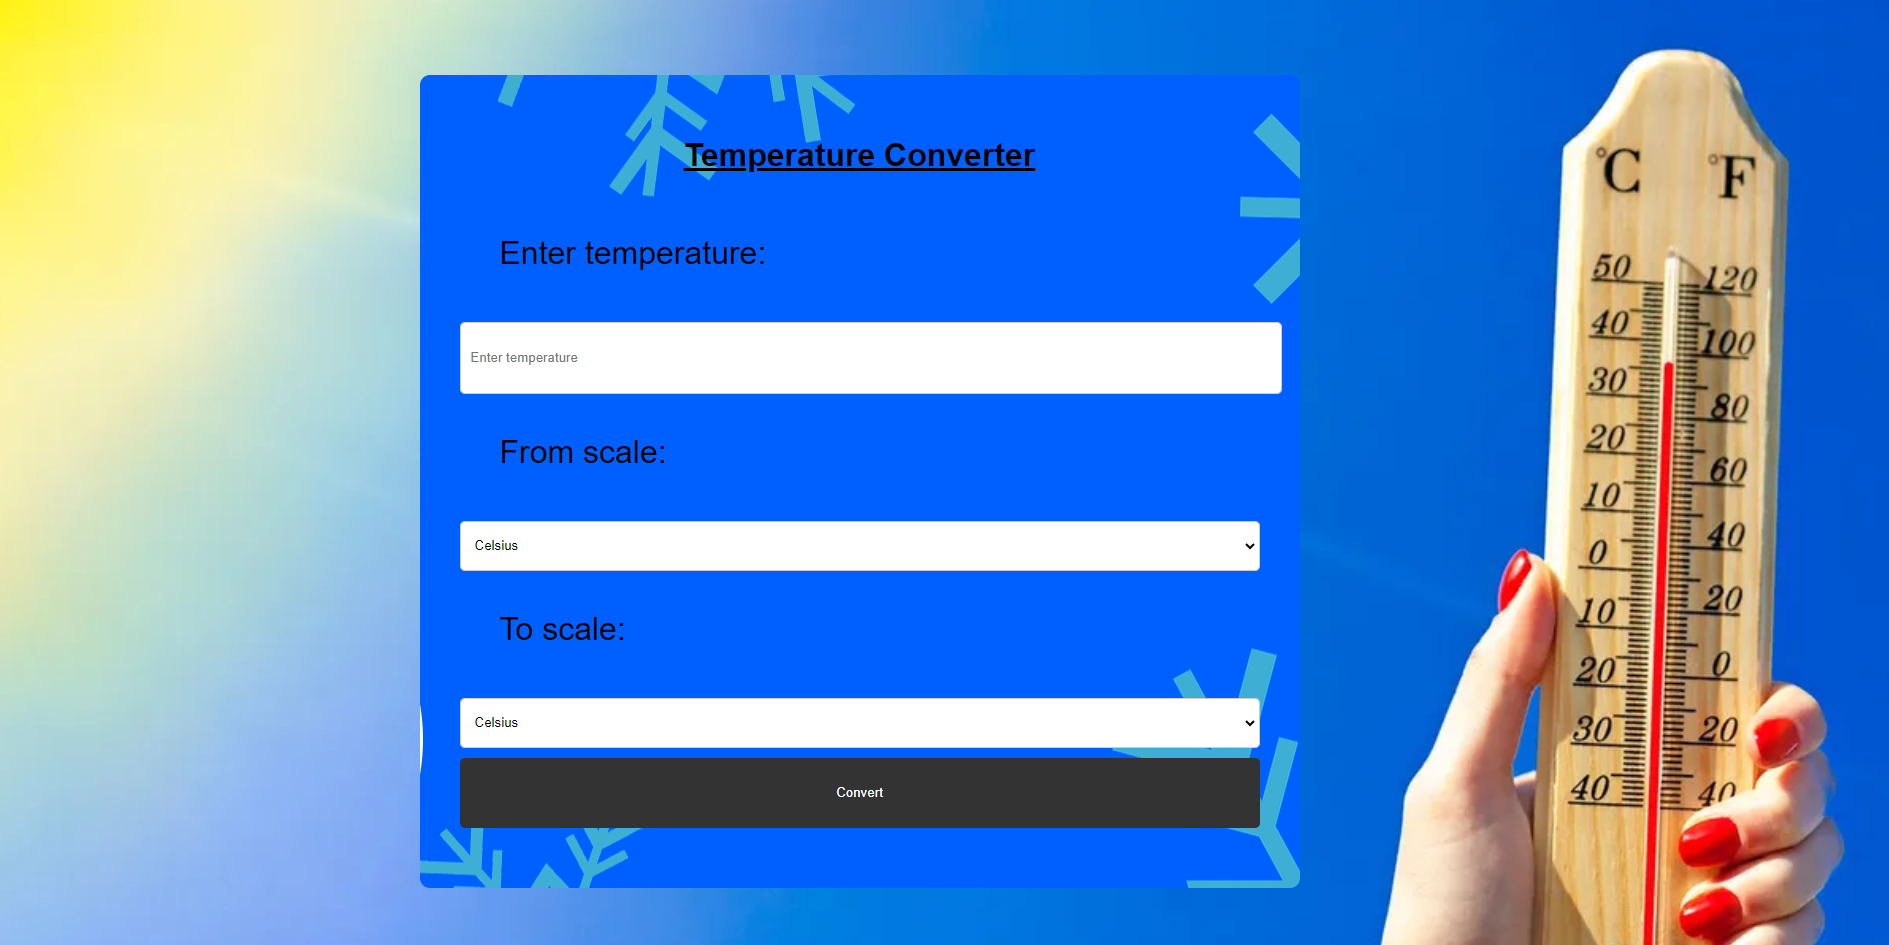 Temperature Converter
Enter temperature:
Enter temperature
From scale:
Celsius
To scale:
Celsius
Convert
°C °F
50 120
40 100
30 80
20 60
10 40
0 20
10 0
20 20
30 40
40